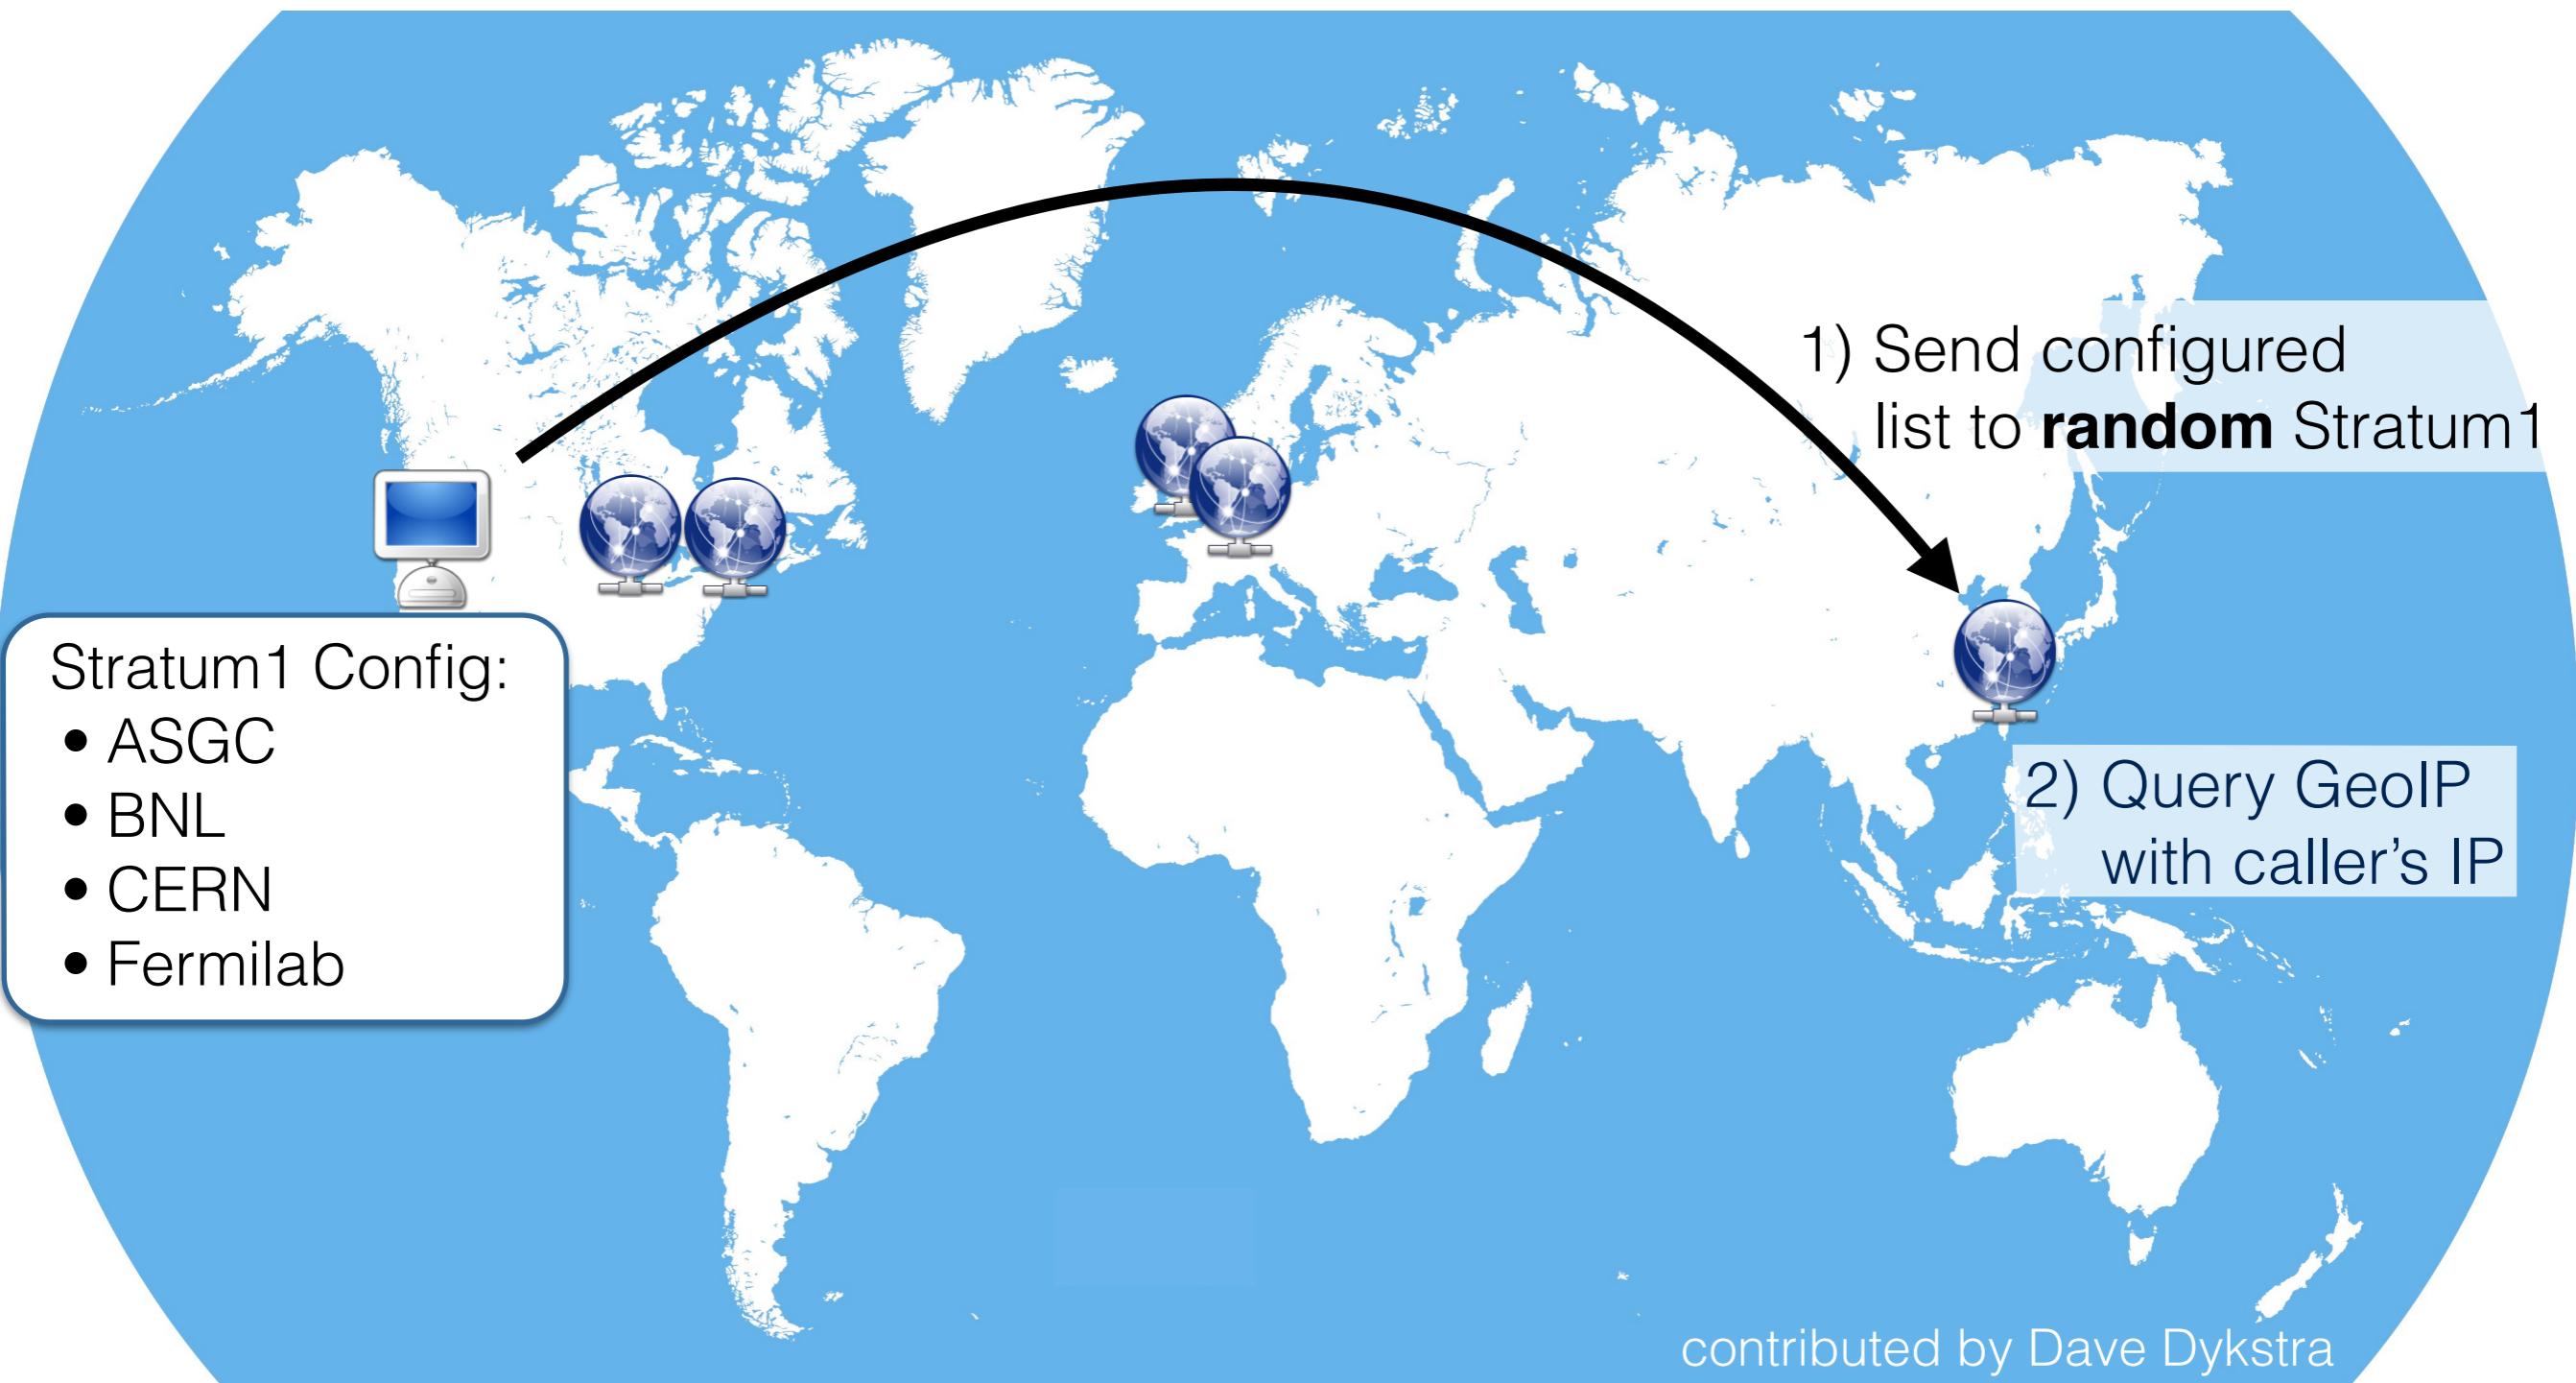 1) Send configured
list to random Stratum1
Stratum1 Config:
• ASGC
• BNL
• CERN
• Fermilab
2) Query GeoIP
with caller's IP
contributed by Dave Dykstra